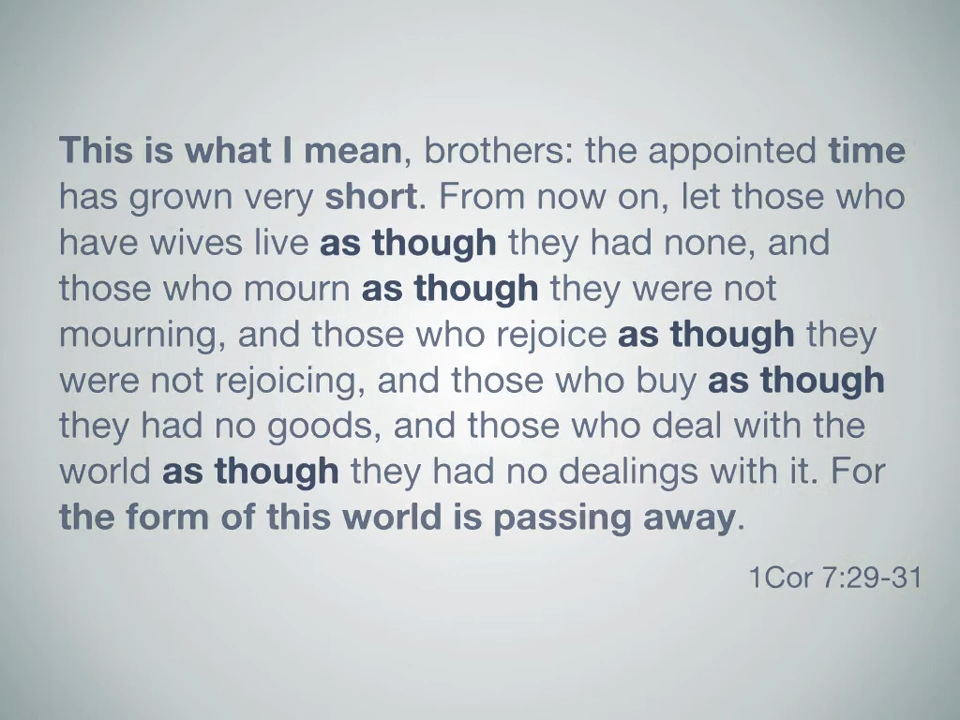 This is what I mean, brothers: the appointed time
has grown very short. From now on, let those who
have wives live as though they had none, and
those who mourn as though they were not
mourning, and those who rejoice as though they
were not rejoicing, and those who buy as though
they had no goods, and those who deal with the
world as though they had no dealings with it. For
the form of this world is passing away.
1Cor 7:29-31